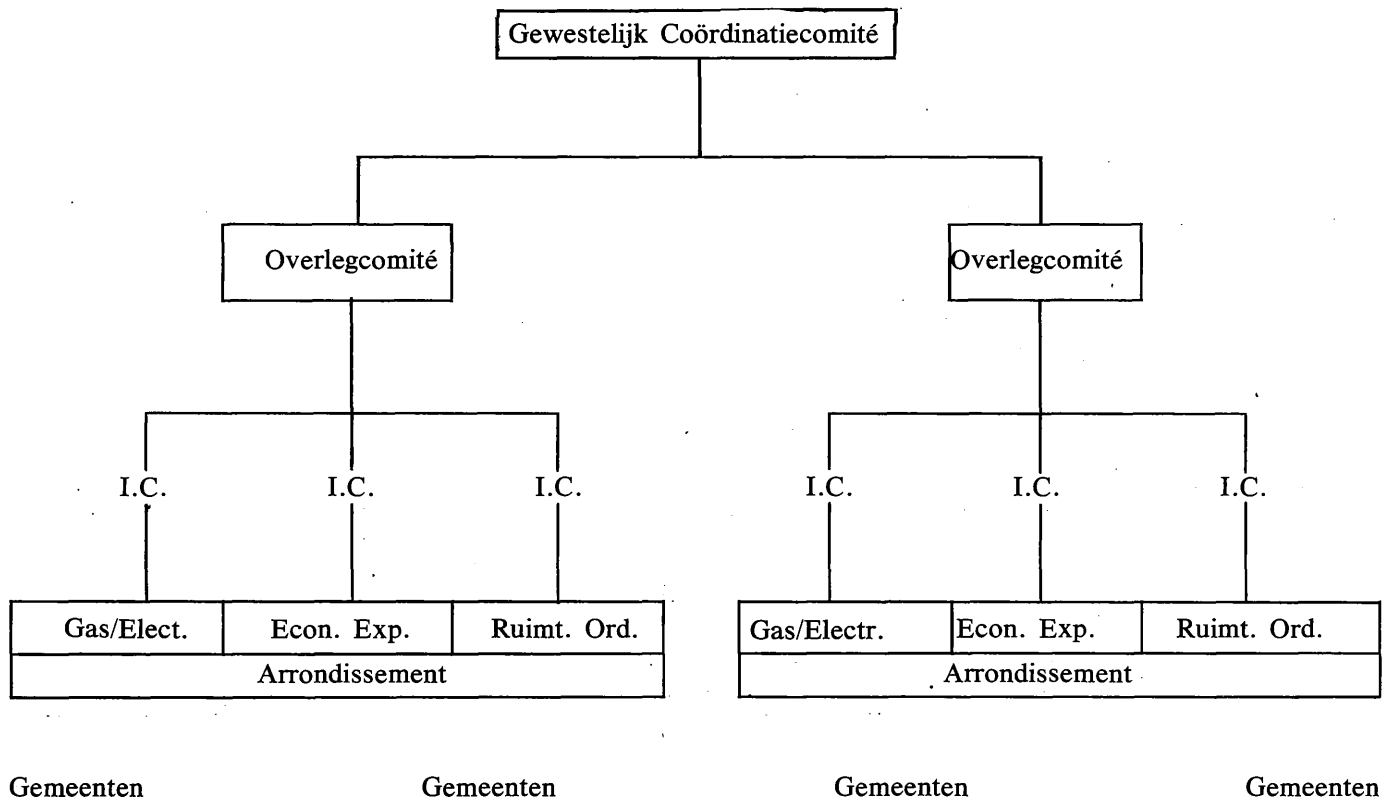 Gewestelijk Coördinatiecomité
Overlegcomité Overlegcomité
I.C. I.C. I.C. I.C. I.C. I.C.
Gas/Elect. Econ. Exp. Ruimt. Ord. Gas/Electr. Econ. Exp. Ruimt. Ord.
Arrondissement Arrondissement
Gemeenten Gemeenten Gemeenten Gemeenten